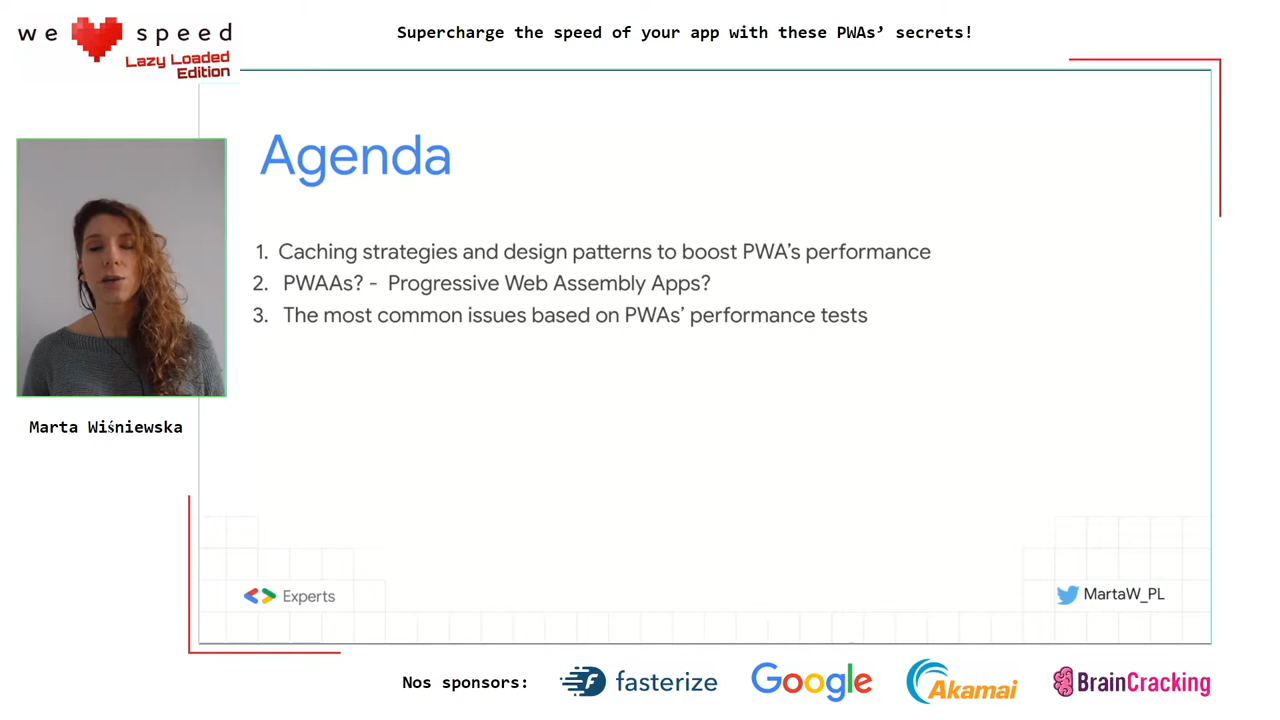 we speed
Lazy Loaded
Edition
Supercharge the speed of your app with these PWAs’ secrets!
Agenda
1. Caching strategies and design patterns to boost PWA’s performance
2. PWAAs? - Progressive Web Assembly Apps?
3. The most common issues based on PWAs’ performance tests
Marta Wiśniewska
Experts
MartaW_PL
Nos sponsors:
fasterize
Google
Akamai
BrainCracking